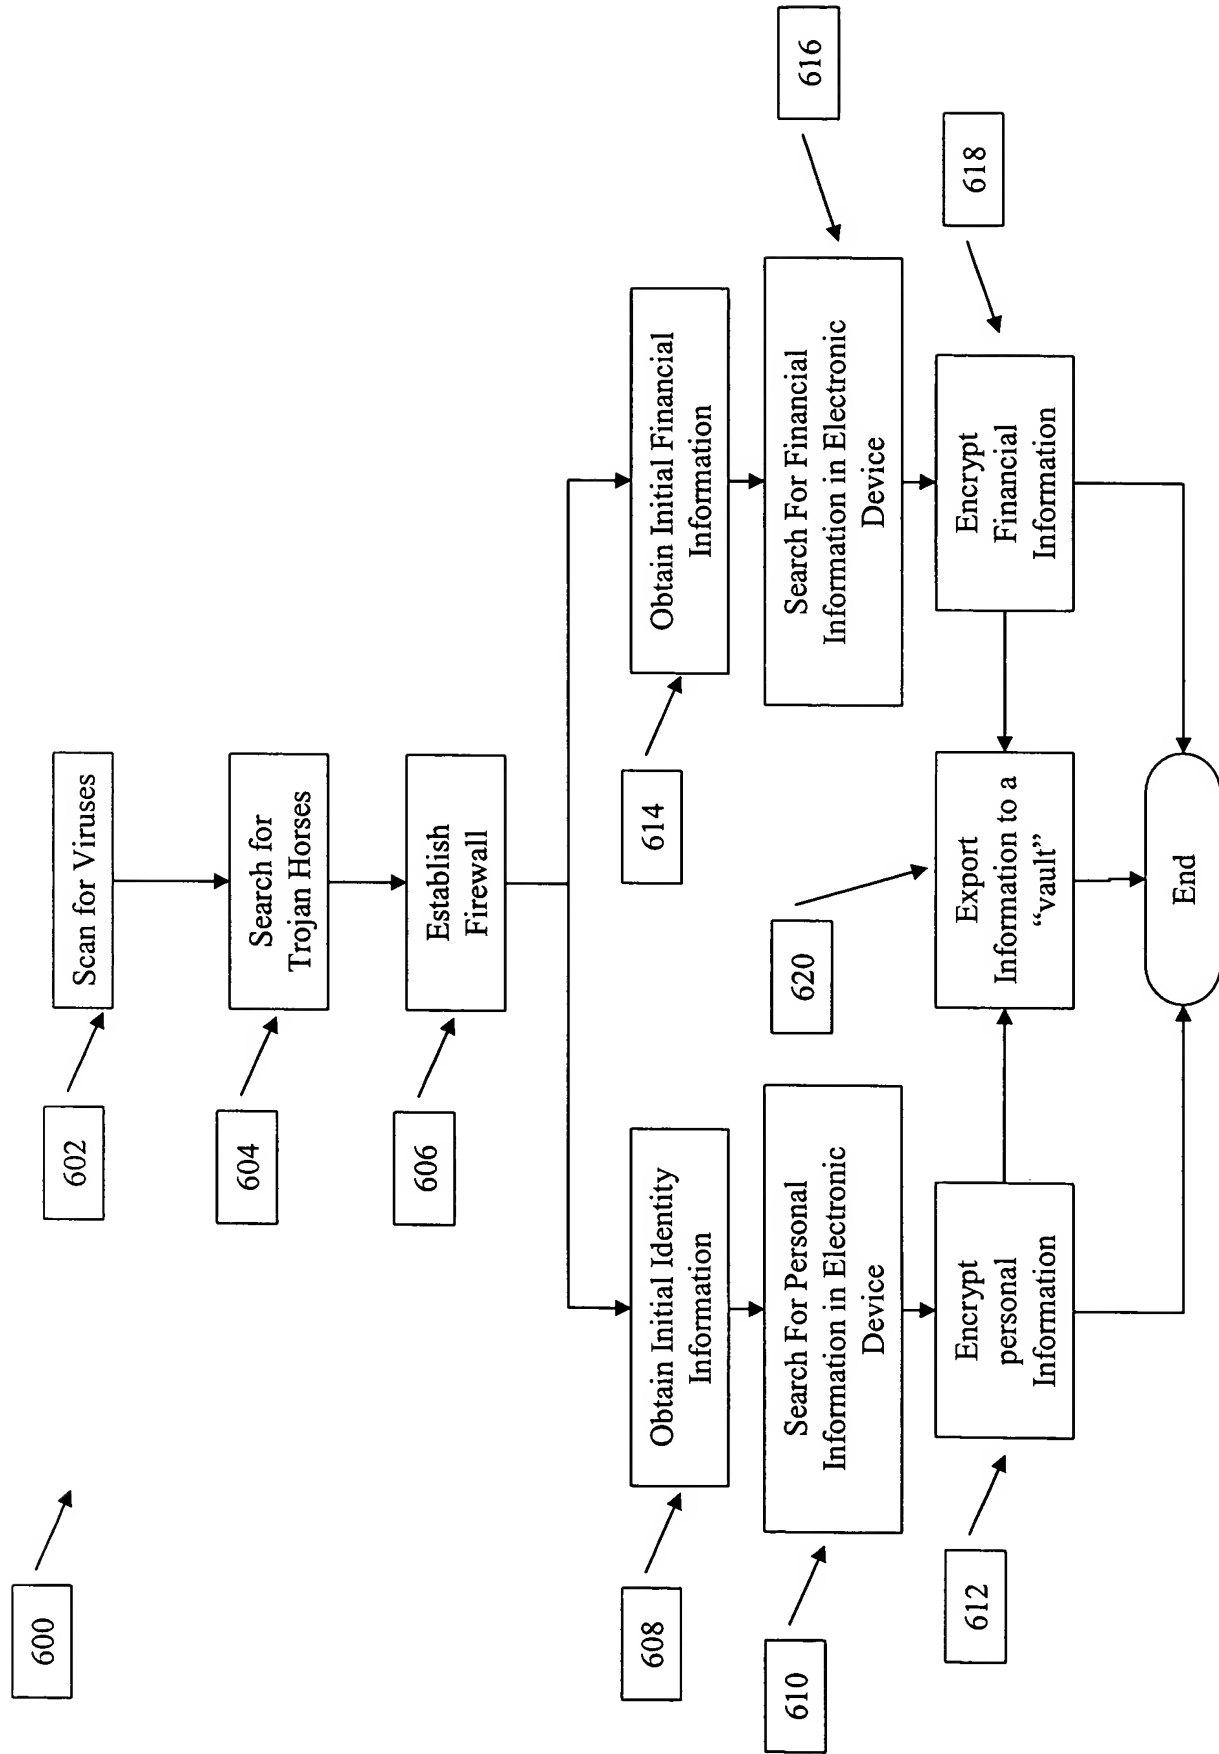 600
602
Scan for Viruses
604
Search for
Trojan Horses
606
Establish
Firewall
608
Obtain Initial Identity
Information
614
Obtain Initial Financial
Information
610
Search For Personal
Information in Electronic
Device
616
Search For Financial
Information in Electronic
Device
612
Encrypt
personal
Information
620
Export
Information to a
“vault”
618
Encrypt
Financial
Information
End